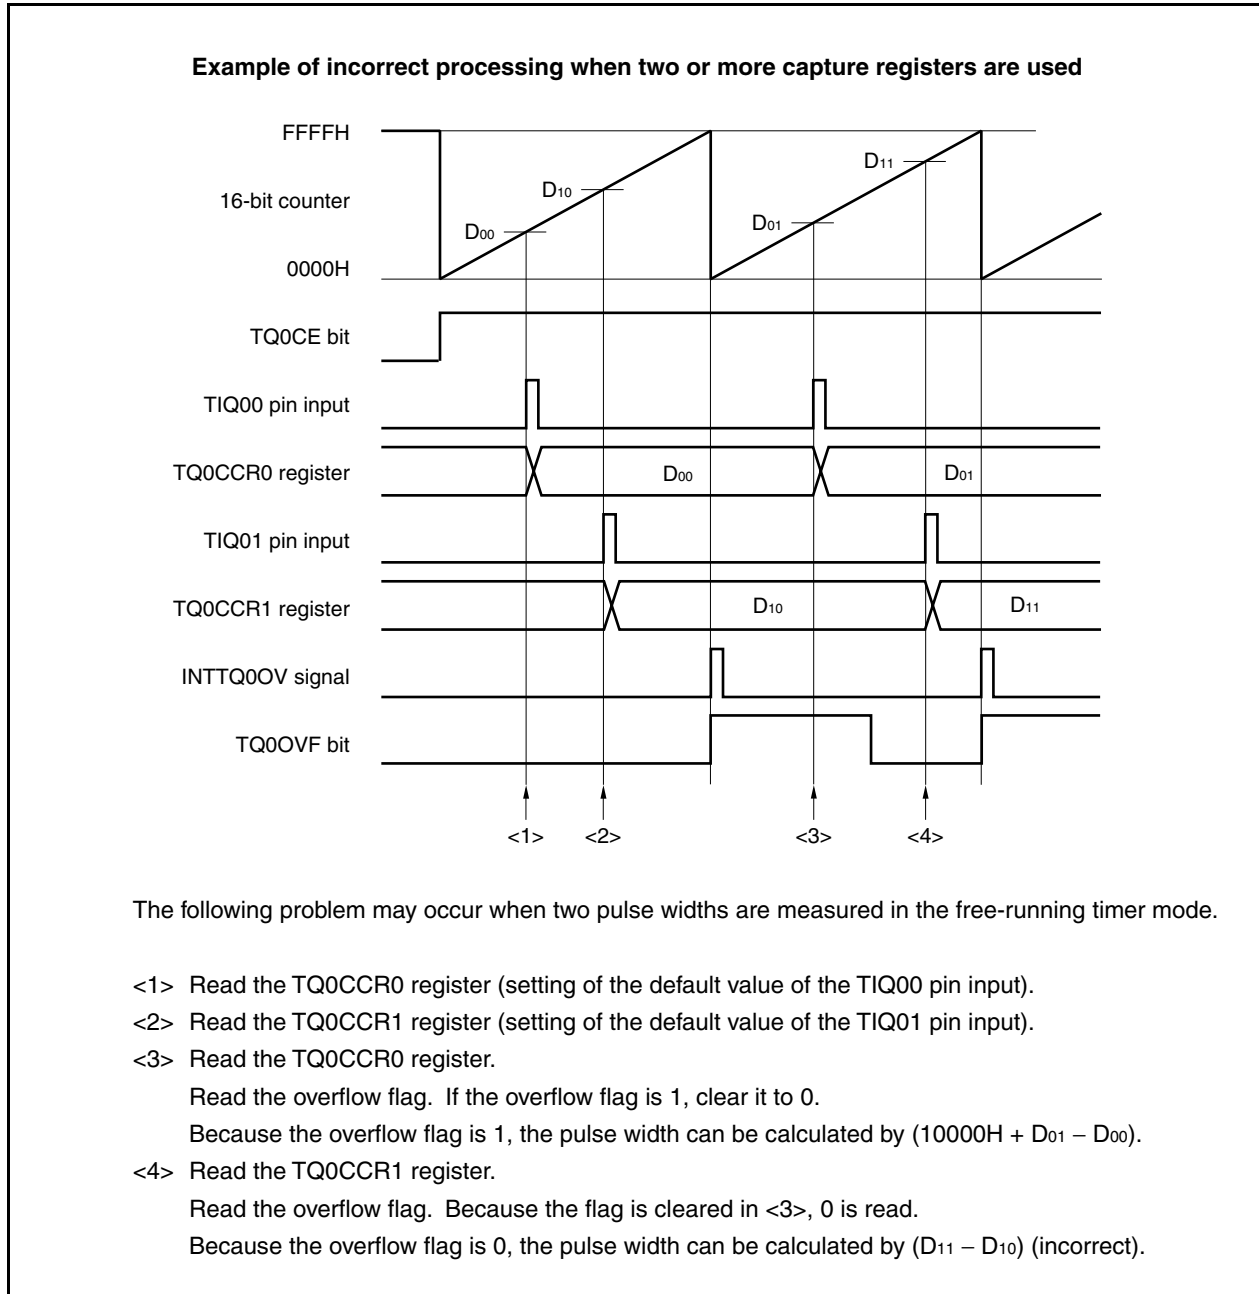 Example of incorrect processing when two or more capture registers are used
FFFFH
D11
D10
16-bit counter
D01
D00
0000H
TQ0CE bit
TIQ00 pin input
TQ0CCR0 register
D00
D01
TIQ01 pin input
TQ0CCR1 register
D10
D11
INTTQ0OV signal
TQ0OVF bit
<1> <2> <3> <4>
The following problem may occur when two pulse widths are measured in the free-running timer mode.
<1> Read the TQ0CCR0 register (setting of the default value of the TIQ00 pin input).
<2> Read the TQ0CCR1 register (setting of the default value of the TIQ01 pin input).
<3> Read the TQ0CCR0 register.
Read the overflow flag. If the overflow flag is 1, clear it to 0.
Because the overflow flag is 1, the pulse width can be calculated by (10000H + D01 − D00).
<4> Read the TQ0CCR1 register.
Read the overflow flag. Because the flag is cleared in <3>, 0 is read.
Because the overflow flag is 0, the pulse width can be calculated by (D11 − D10) (incorrect).